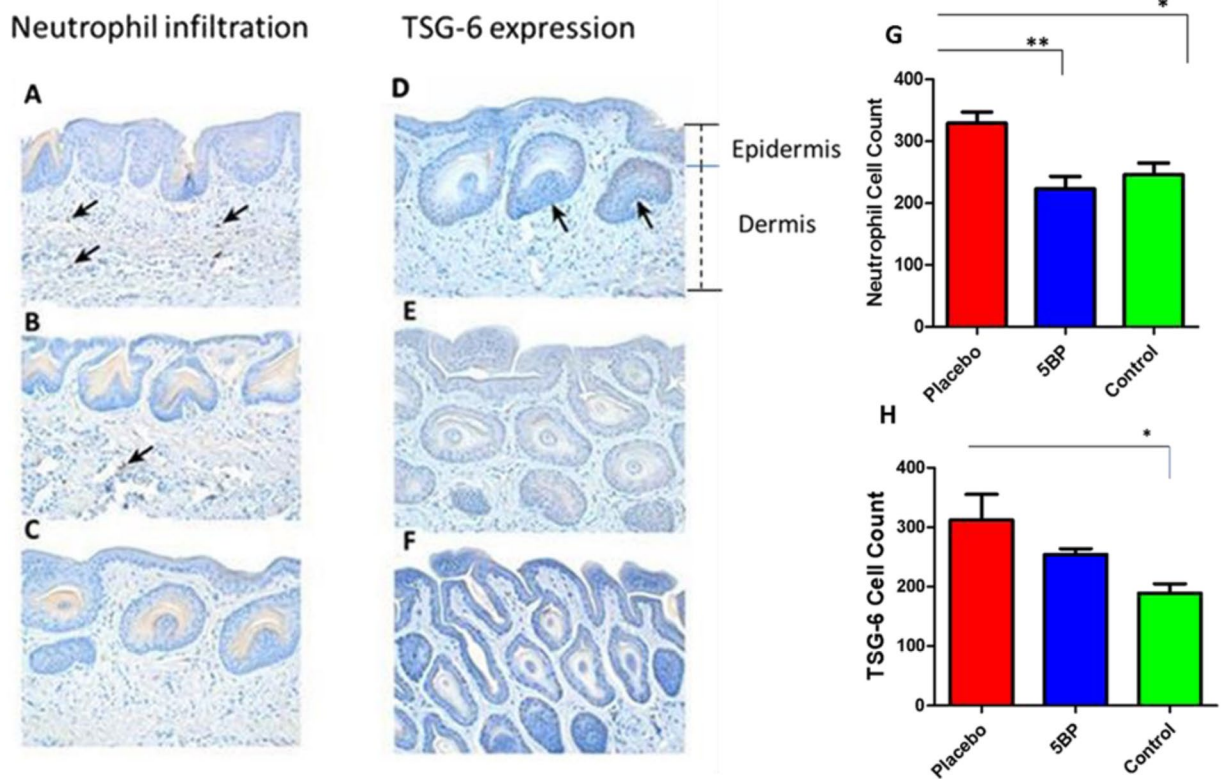 Neutrophil infiltration
TSG-6 expression
A
B
C
D
E
F
Epidermis
Dermis
G
*
**
Neutrophil Cell Count
400
300
200
100
0
Placebo
5BP
Control
H
*
TSG-6 Cell Count
400
300
200
100
0
Placebo
5BP
Control